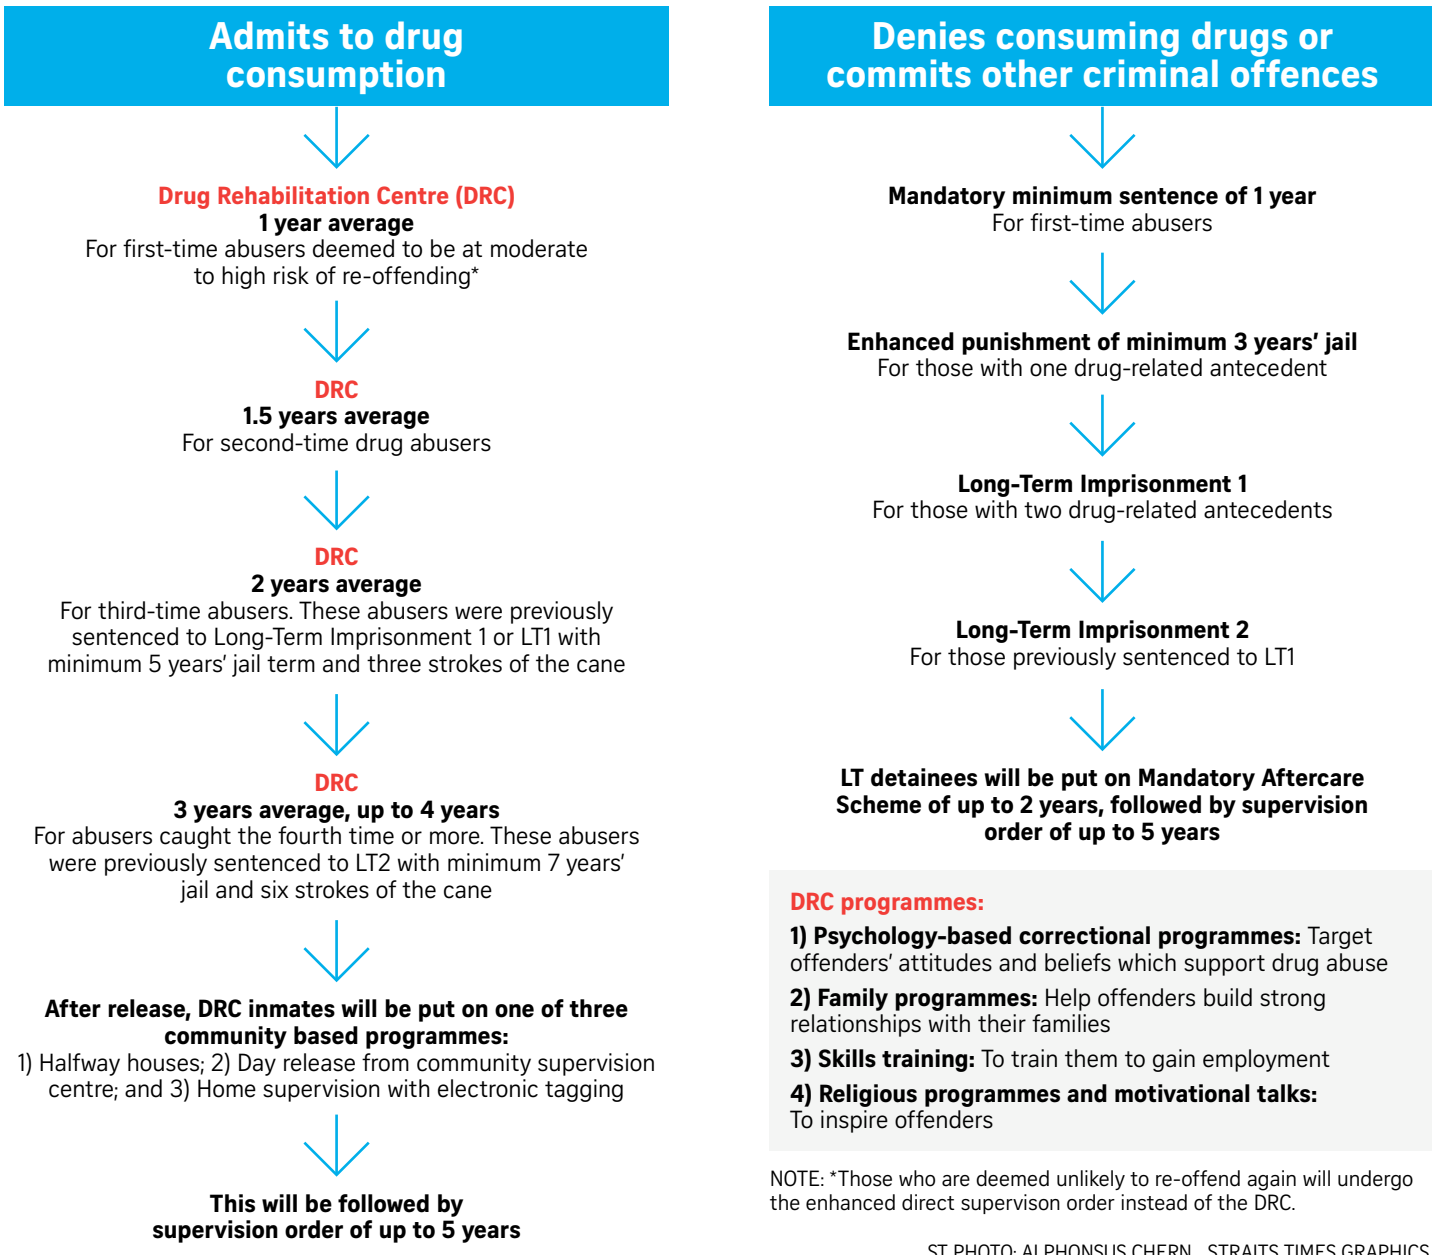 Admits to drug
consumption
Drug Rehabilitation Centre (DRC)
1 year average
For first-time abusers deemed to be at moderate
to high risk of re-offending*
DRC
1.5 years average
For second-time drug abusers
DRC
2 years average
For third-time abusers. These abusers were previously
sentenced to Long-Term Imprisonment 1 or LT1 with
minimum 5 years’ jail term and three strokes of the cane
DRC
3 years average, up to 4 years
For abusers caught the fourth time or more. These abusers
were previously sentenced to LT2 with minimum 7 years’
jail and six strokes of the cane
After release, DRC inmates will be put on one of three
community based programmes:
1) Halfway houses; 2) Day release from community supervision
centre; and 3) Home supervision with electronic tagging
This will be followed by
supervision order of up to 5 years
Denies consuming drugs or
commits other criminal offences
Mandatory minimum sentence of 1 year
For first-time abusers
Enhanced punishment of minimum 3 years’ jail
For those with one drug-related antecedent
Long-Term Imprisonment 1
For those with two drug-related antecedents
Long-Term Imprisonment 2
For those previously sentenced to LT1
LT detainees will be put on Mandatory Aftercare
Scheme of up to 2 years, followed by supervision
order of up to 5 years
DRC programmes:
1) Psychology-based correctional programmes: Target
offenders’ attitudes and beliefs which support drug abuse
2) Family programmes: Help offenders build strong
relationships with their families
3) Skills training: To train them to gain employment
4) Religious programmes and motivational talks:
To inspire offenders
NOTE: *Those who are deemed unlikely to re-offend again will undergo
the enhanced direct supervison order instead of the DRC.
ST PHOTO: ALPHONSUS CHERN STRAITS TIMES GRAPHICS